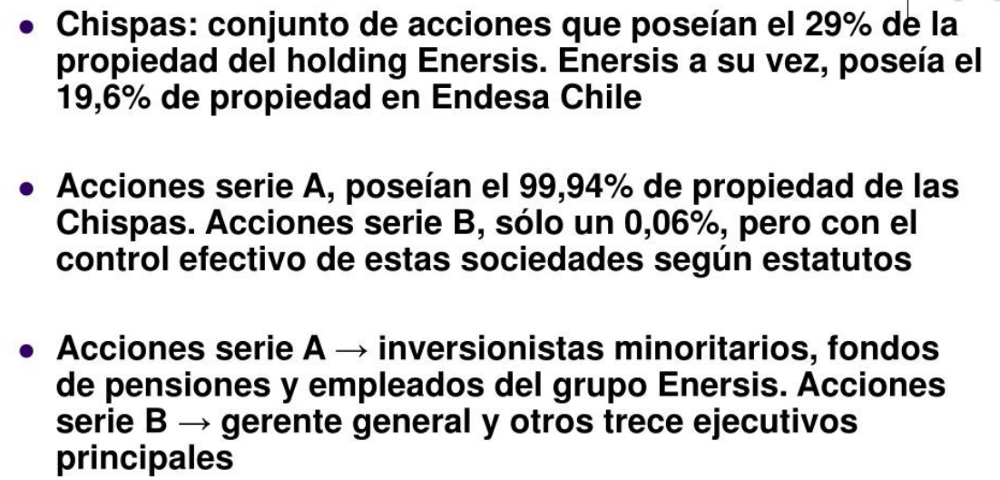 • Chispas: conjunto de acciones que poseían el 29% de la
propiedad del holding Enersis. Enersis a su vez, poseía el
19,6% de propiedad en Endesa Chile
• Acciones serie A, poseían el 99,94% de propiedad de las
Chispas. Acciones serie B, sólo un 0,06%, pero con el
control efectivo de estas sociedades según estatutos
• Acciones serie A → inversionistas minoritarios, fondos
de pensiones y empleados del grupo Enersis. Acciones
serie B → gerente general y otros trece ejecutivos
principales